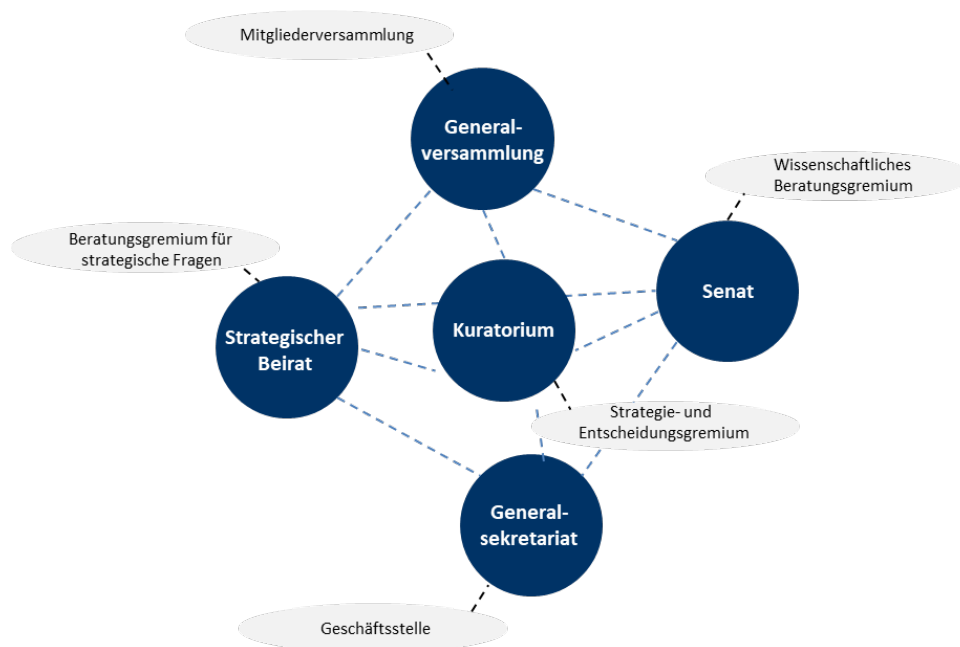 Mitgliederversammlung
General-
versammlung
Wissenschaftliches
Beratungsgremium
Beratungsgremium für
strategische Fragen
Senat
Strategischer
Beirat
Kuratorium
Strategie- und
Entscheidungsgremium
General-
sekretariat
Geschäftsstelle